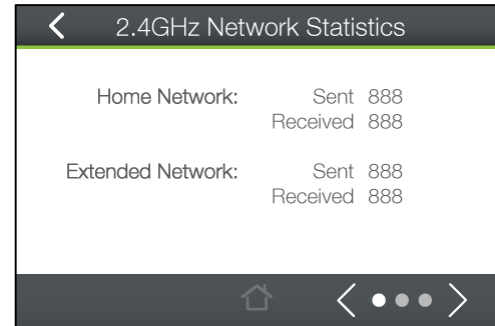 2.4GHz Network Statistics
Home Network: Sent 888
Received 888
Extended Network: Sent 888
Received 888